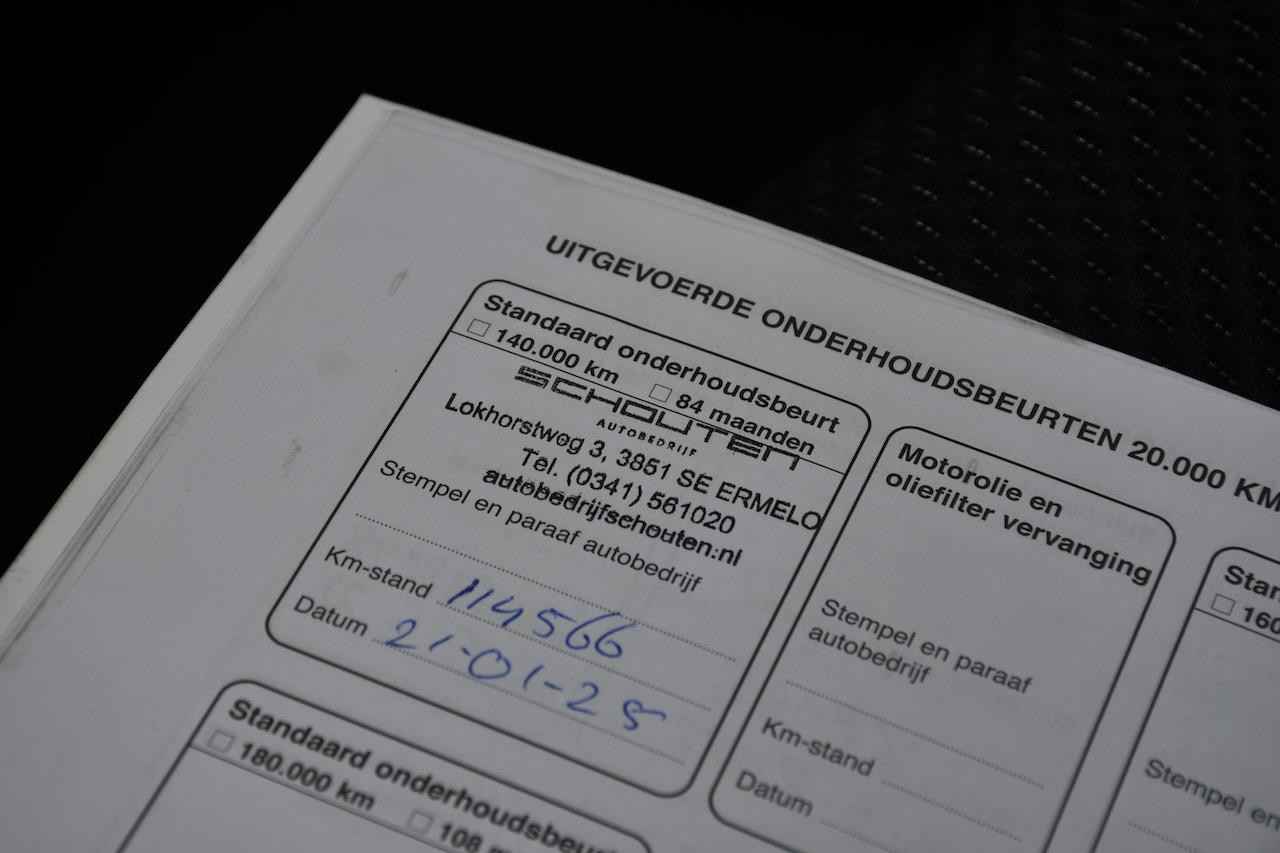 UITGEVOERDE ONDERHOUDSBEURTEN 20.000 KM
Standaard onderhoudsbeurt
140.000 km 84 maanden
SCHOUTEN
AUTOBEDRIJF
Lokhorstweg 3, 3851 SE ERMELO
Tel. (0341) 561020
autobedrijfschouten.nl
Stempel en paraaf autobedrijf
Km-stand 114566
Datum 21-01-25
Motorolie en
oliefilter vervanging
Stempel en paraaf
autobedrijf
Km-stand
Datum
Stempel en
Standaard onderhoudsbeurt
180.000 km 108